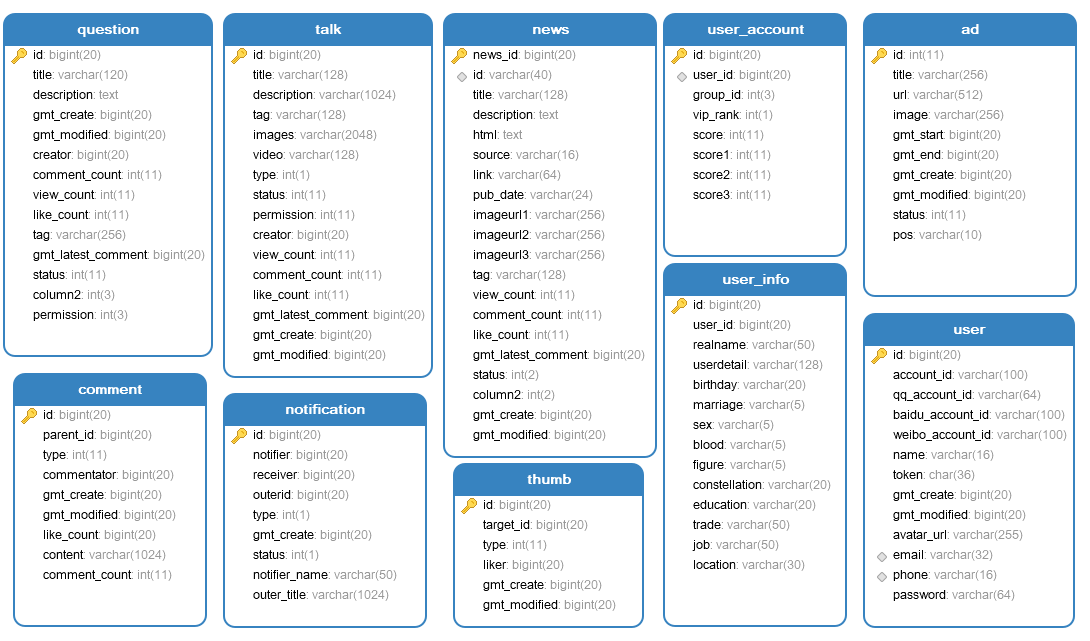 question
id: bigint(20)
title: varchar(120)
description: text
gmt_create: bigint(20)
gmt_modified: bigint(20)
creator: bigint(20)
comment_count: int(11)
view_count: int(11)
like_count: int(11)
tag: varchar(256)
gmt_latest_comment: bigint(20)
status: int(11)
column2: int(3)
permission: int(3)
comment
id: bigint(20)
parent_id: bigint(20)
type: int(11)
commentator: bigint(20)
gmt_create: bigint(20)
gmt_modified: bigint(20)
like_count: bigint(20)
content: varchar(1024)
comment_count: int(11)
talk
id: bigint(20)
title: varchar(128)
description: varchar(1024)
tag: varchar(128)
images: varchar(2048)
video: varchar(128)
type: int(1)
status: int(11)
permission: int(11)
creator: bigint(20)
view_count: int(11)
comment_count: int(11)
like_count: int(11)
gmt_latest_comment: bigint(20)
gmt_create: bigint(20)
gmt_modified: bigint(20)
notification
id: bigint(20)
notifier: bigint(20)
receiver: bigint(20)
outerid: bigint(20)
type: int(1)
gmt_create: bigint(20)
status: int(1)
notifier_name: varchar(50)
outer_title: varchar(1024)
news
news_id: bigint(20)
id: varchar(40)
title: varchar(128)
description: text
html: text
source: varchar(16)
link: varchar(64)
pub_date: varchar(24)
imageurl1: varchar(256)
imageurl2: varchar(256)
imageurl3: varchar(256)
tag: varchar(128)
view_count: int(11)
comment_count: int(11)
like_count: int(11)
gmt_latest_comment: bigint(20)
status: int(2)
column2: int(2)
gmt_create: bigint(20)
gmt_modified: bigint(20)
thumb
id: bigint(20)
target_id: bigint(20)
type: int(11)
liker: bigint(20)
gmt_create: bigint(20)
gmt_modified: bigint(20)
user_account
id: bigint(20)
user_id: bigint(20)
group_id: int(3)
vip_rank: int(1)
score: int(11)
score1: int(11)
score2: int(11)
score3: int(11)
user_info
id: bigint(20)
user_id: bigint(20)
realname: varchar(50)
userdetail: varchar(128)
birthday: varchar(20)
marriage: varchar(5)
sex: varchar(5)
blood: varchar(5)
figure: varchar(5)
constellation: varchar(20)
education: varchar(20)
trade: varchar(50)
job: varchar(50)
location: varchar(30)
ad
id: int(11)
title: varchar(256)
url: varchar(512)
image: varchar(256)
gmt_start: bigint(20)
gmt_end: bigint(20)
gmt_create: bigint(20)
gmt_modified: bigint(20)
status: int(11)
pos: varchar(10)
user
id: bigint(20)
account_id: varchar(100)
qq_account_id: varchar(64)
baidu_account_id: varchar(100)
weibo_account_id: varchar(100)
name: varchar(16)
token: char(36)
gmt_create: bigint(20)
gmt_modified: bigint(20)
avatar_url: varchar(255)
email: varchar(32)
phone: varchar(16)
password: varchar(64)